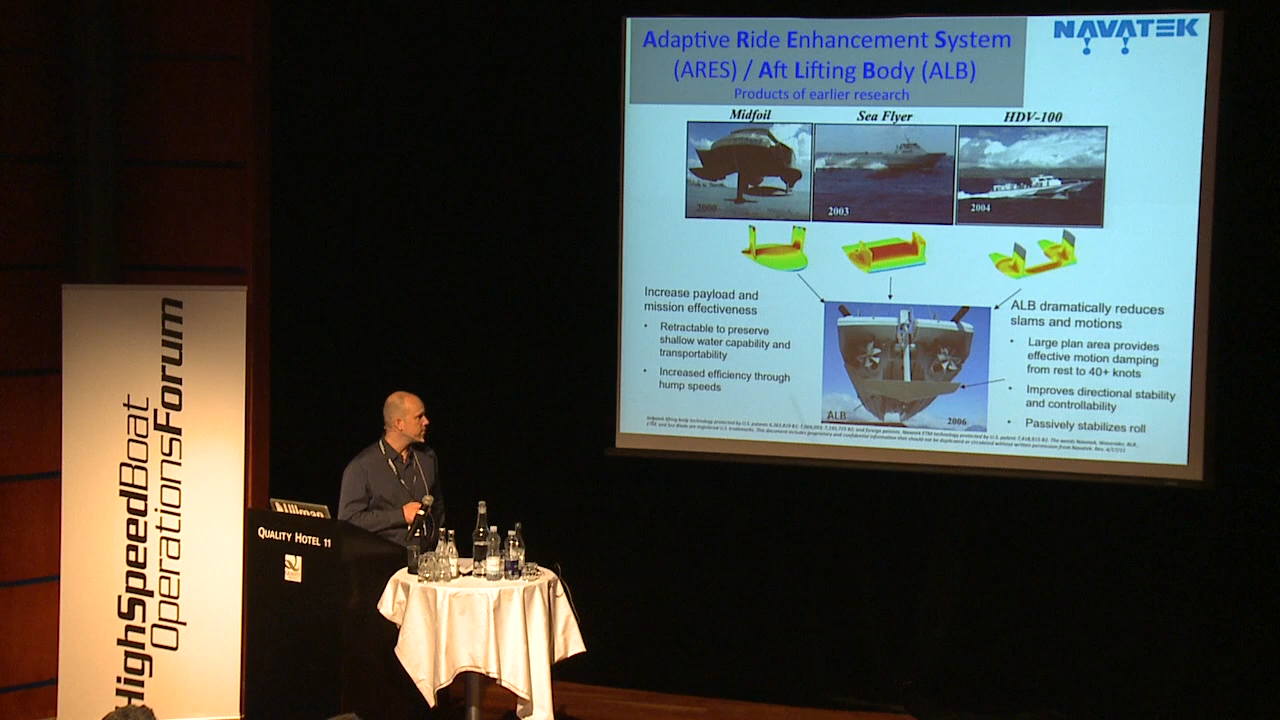 NAVATEK
Adaptive Ride Enhancement System
(ARES) / Aft Lifting Body (ALB)
Products of earlier research
Midfoil
Sea Flyer
HDV-100
2000
2003
2004
Increase payload and
mission effectiveness
• Retractable to preserve
shallow water capability and
transportability
• Increased efficiency through
hump speeds
ALB
2006
ALB dramatically reduces
slams and motions
• Large plan area provides
effective motion damping
from rest to 40+ knots
• Improves directional stability
and controllability
• Passively stabilizes roll
HighSpeedBoat
OperationsForum
Ullman
QUALITY HOTEL 11